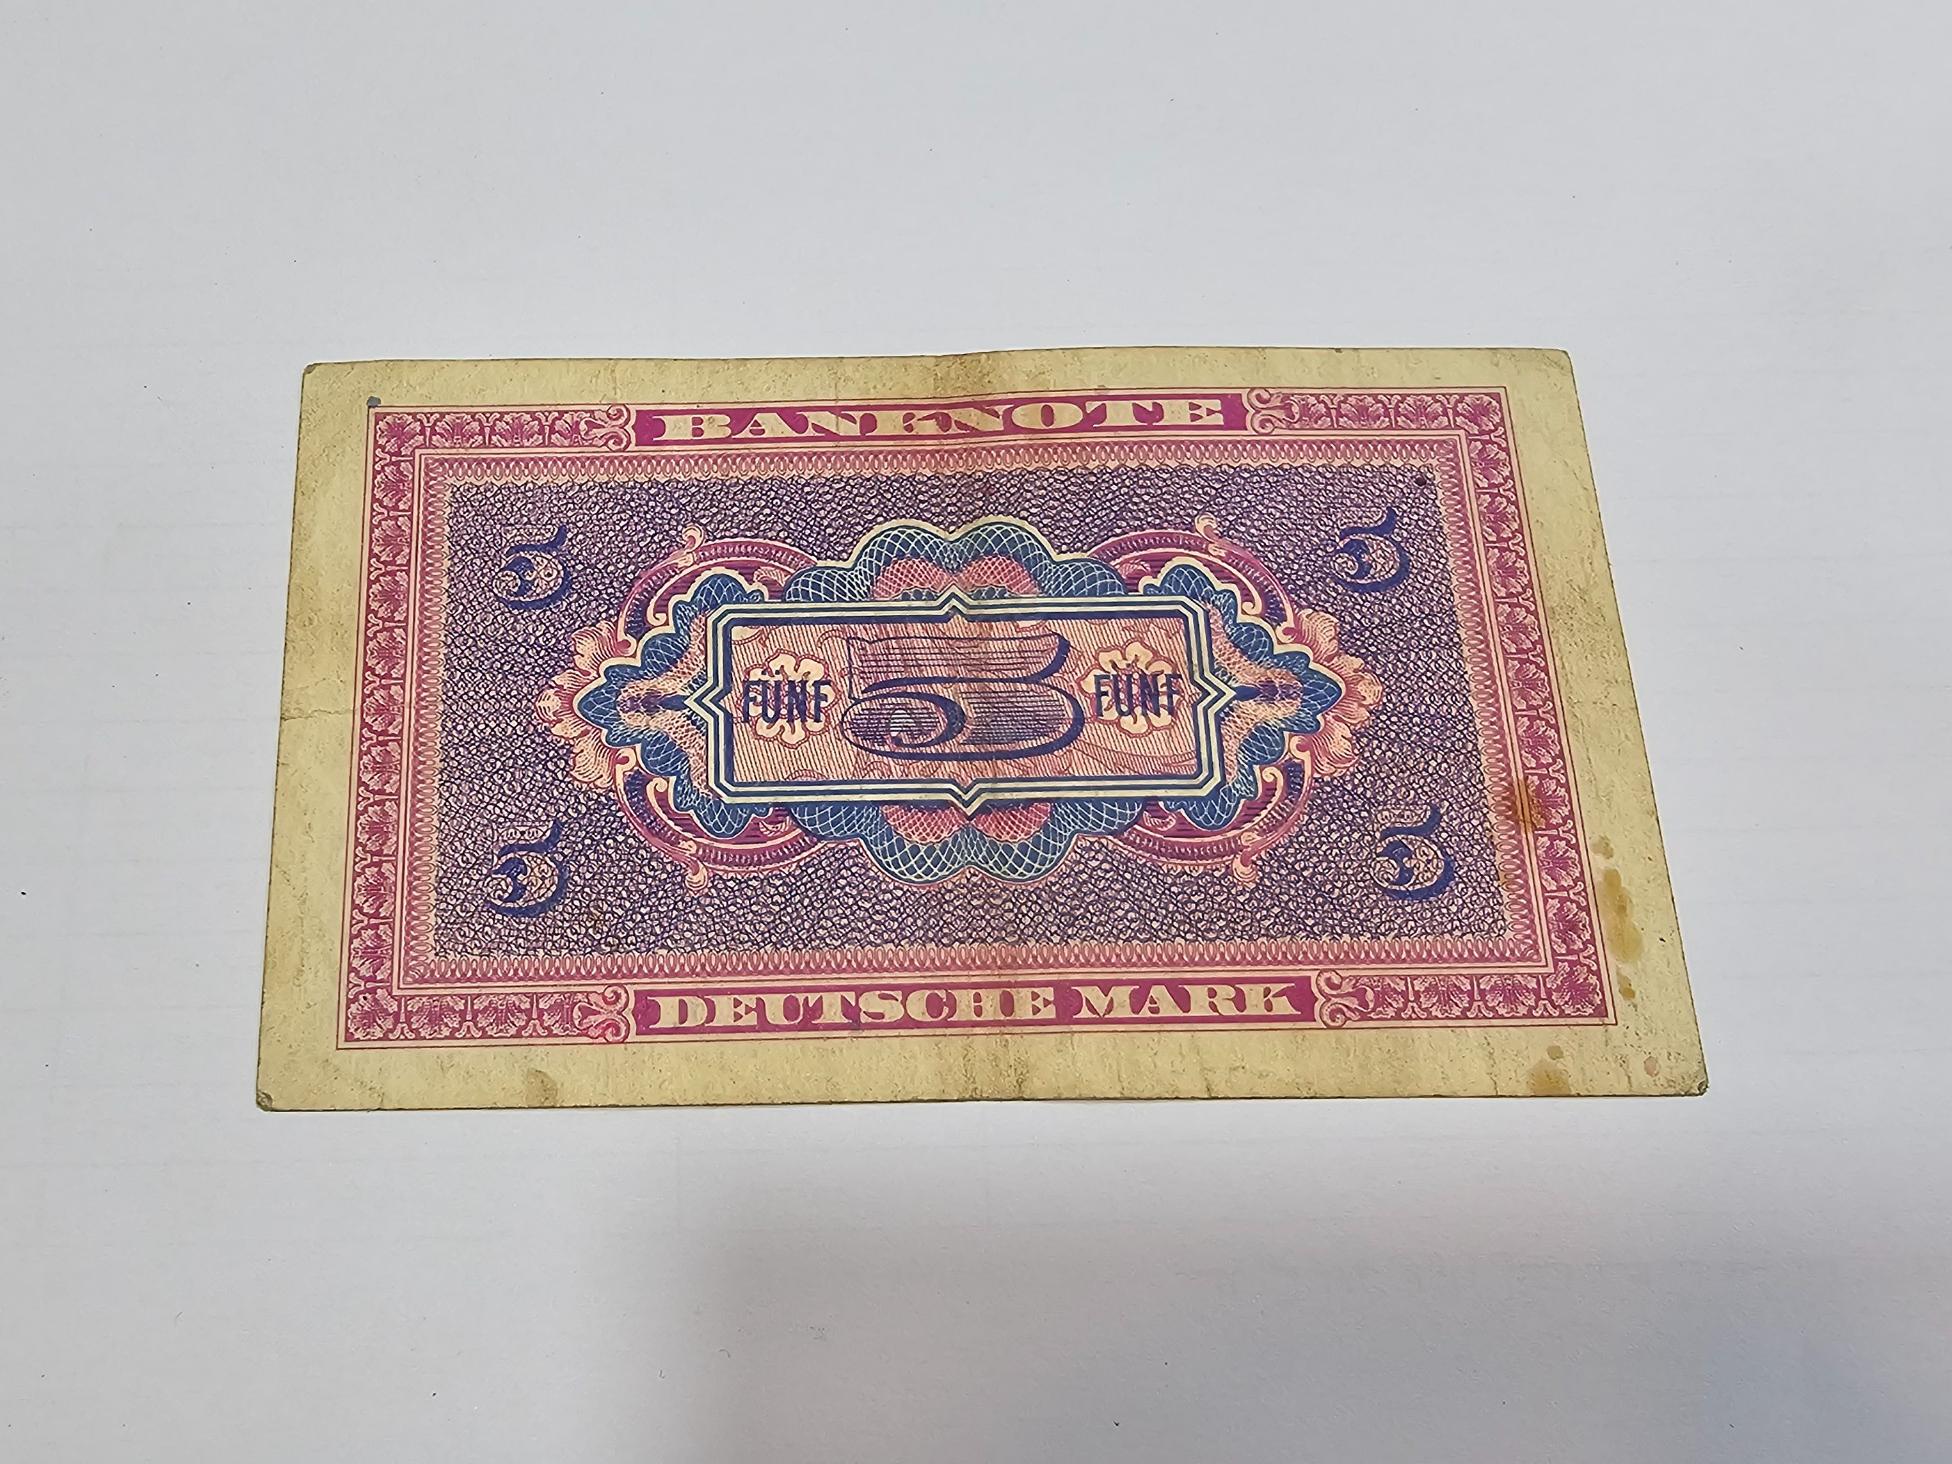 BANKNOTE
5 5
FÜNF 5 FÜNF
5 5
DEUTSCHE MARK